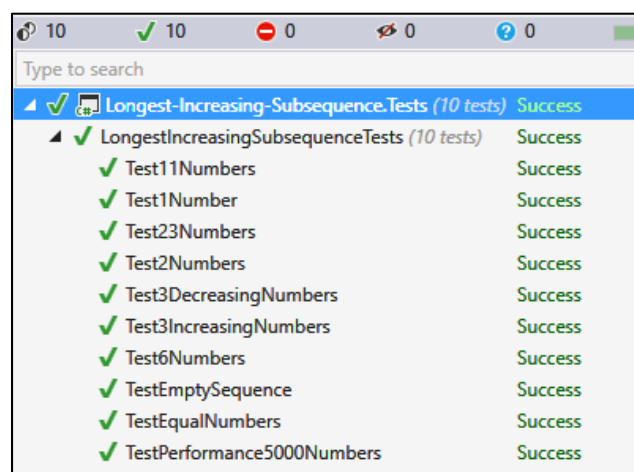 10 10 0 0 0
Type to search
C# Longest-Increasing-Subsequence.Tests (10 tests) Success
LongestIncreasingSubsequenceTests (10 tests) Success
Test11Numbers Success
Test1Number Success
Test23Numbers Success
Test2Numbers Success
Test3DecreasingNumbers Success
Test3IncreasingNumbers Success
Test6Numbers Success
TestEmptySequence Success
TestEqualNumbers Success
TestPerformance5000Numbers Success